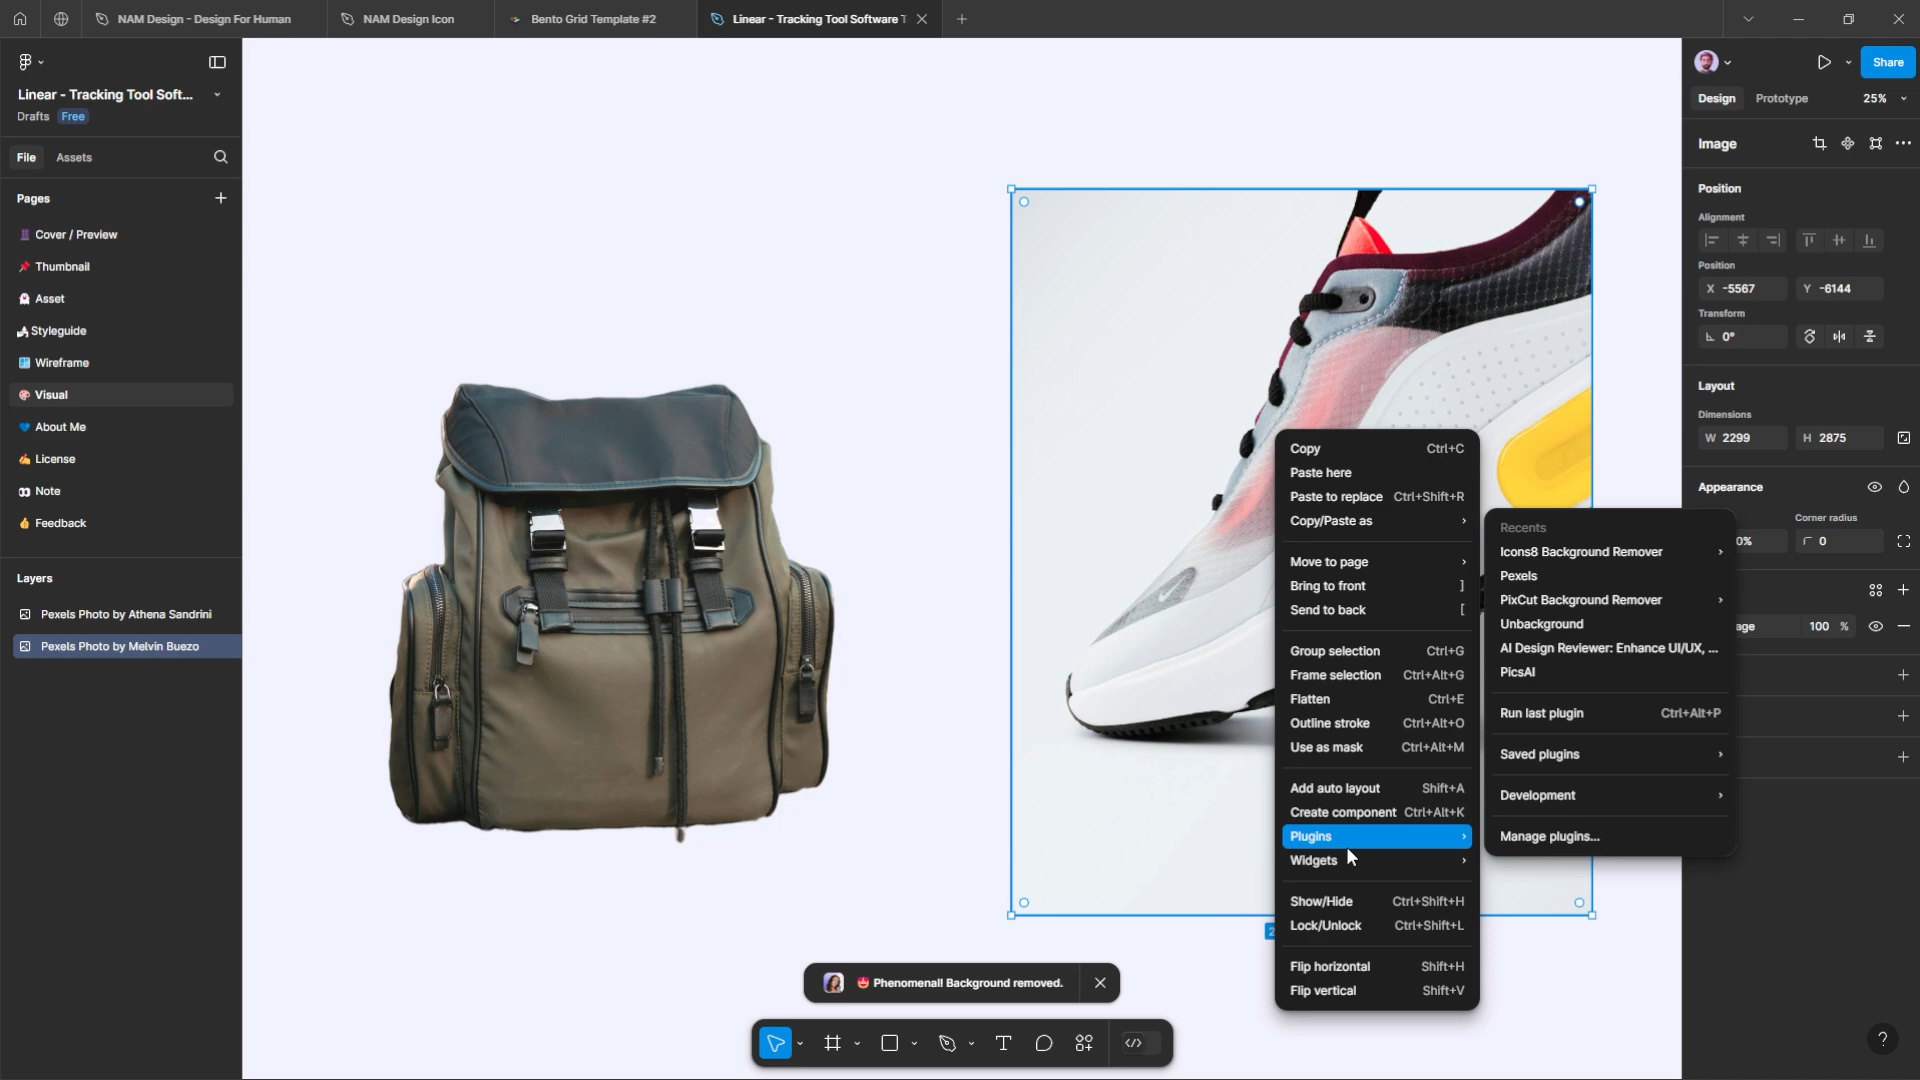 NAM Design - Design For Human
NAM Design Icon
Bento Grid Template #2
Linear - Tracking Tool Software T
Linear - Tracking Tool Soft...
Drafts Free
File Assets
Pages
Cover / Preview
Thumbnail
Asset
Styleguide
Wireframe
Visual
About Me
License
Note
Feedback
Layers
Pexels Photo by Athena Sandrini
Pexels Photo by Melvin Buezo
Copy Ctrl+C
Paste here
Paste to replace Ctrl+Shift+R
Copy/Paste as
Move to page
Bring to front ]
Send to back [
Group selection Ctrl+G
Frame selection Ctrl+Alt+G
Flatten Ctrl+E
Outline stroke Ctrl+Alt+O
Use as mask Ctrl+Alt+M
Add auto layout Shift+A
Create component Ctrl+Alt+K
Plugins
Widgets
Show/Hide Ctrl+Shift+H
Lock/Unlock Ctrl+Shift+L
Flip horizontal Shift+H
Flip vertical Shift+V
Recents
Icons8 Background Remover
Pexels
PixCut Background Remover
Unbackground
AI Design Reviewer: Enhance UI/UX, ...
PicsAI
Run last plugin Ctrl+Alt+P
Saved plugins
Development
Manage plugins...
2
Phenomenal! Background removed.
Share
Design Prototype 25%
Image
Position
Alignment
Position
X -5567 Y -6144
Transform
0°
Layout
Dimensions
W 2299 H 2875
Appearance
Corner radius
0% 0
age 100 %
?